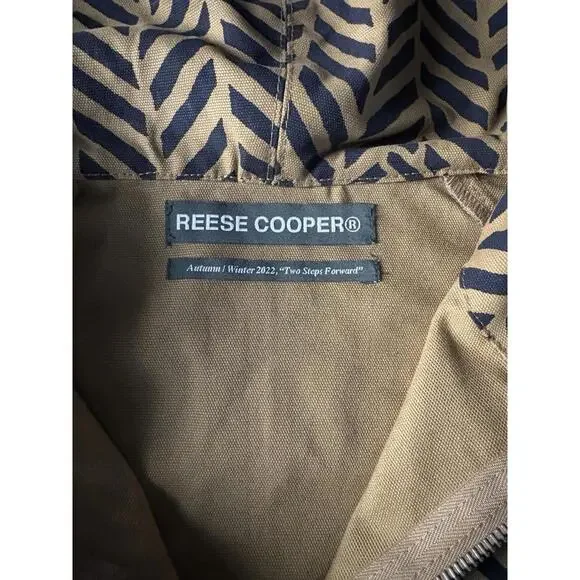 REESE COOPER®
Autumn / Winter 2022, "Two Steps Forward"